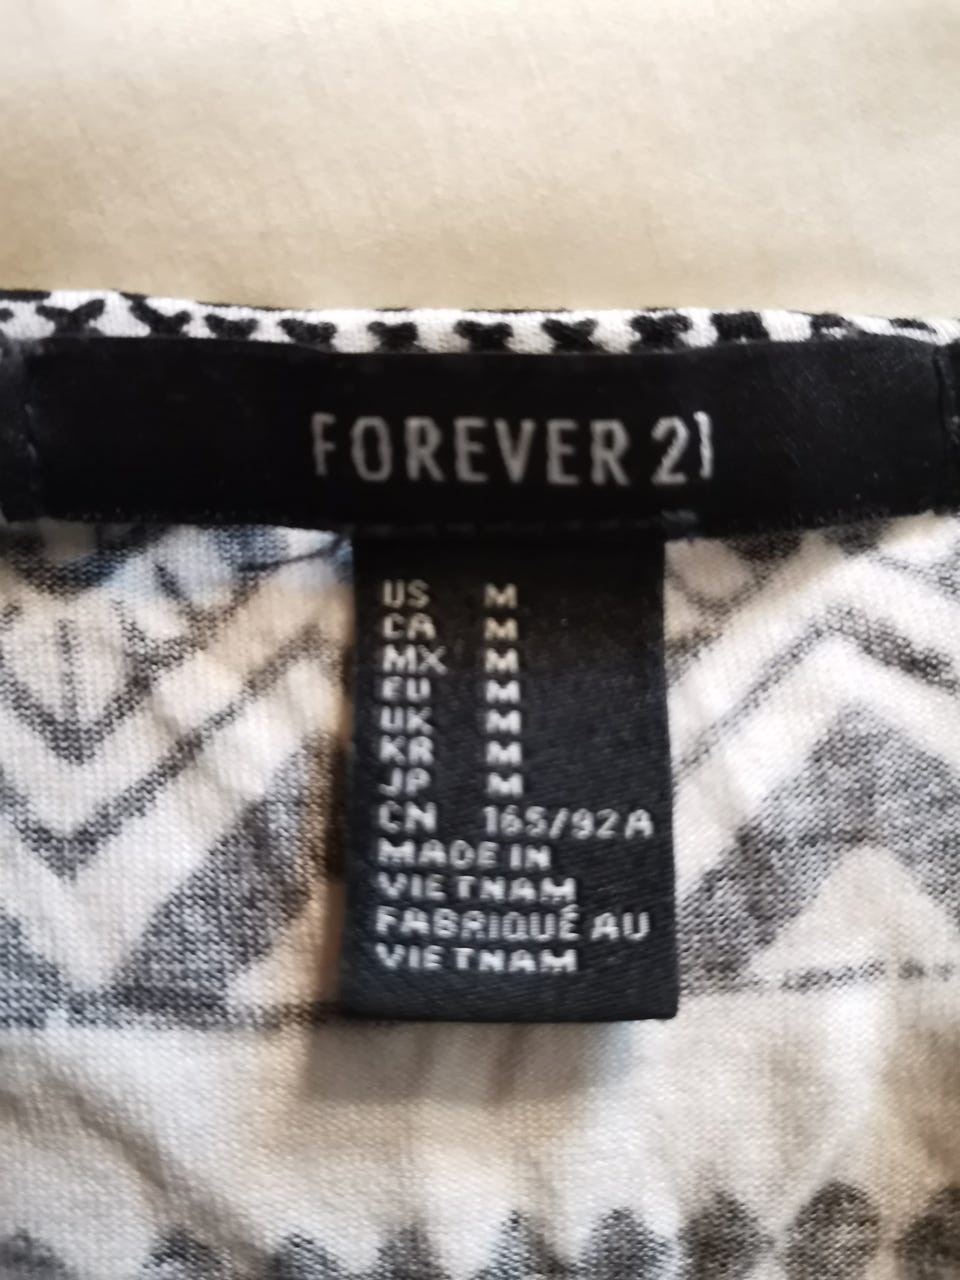 FOREVER 21
US M
CA M
MX M
EU M
UK M
KR M
JP M
CN 165/92A
MADE IN
VIETNAM
FABRIQUÉ AU
VIETNAM